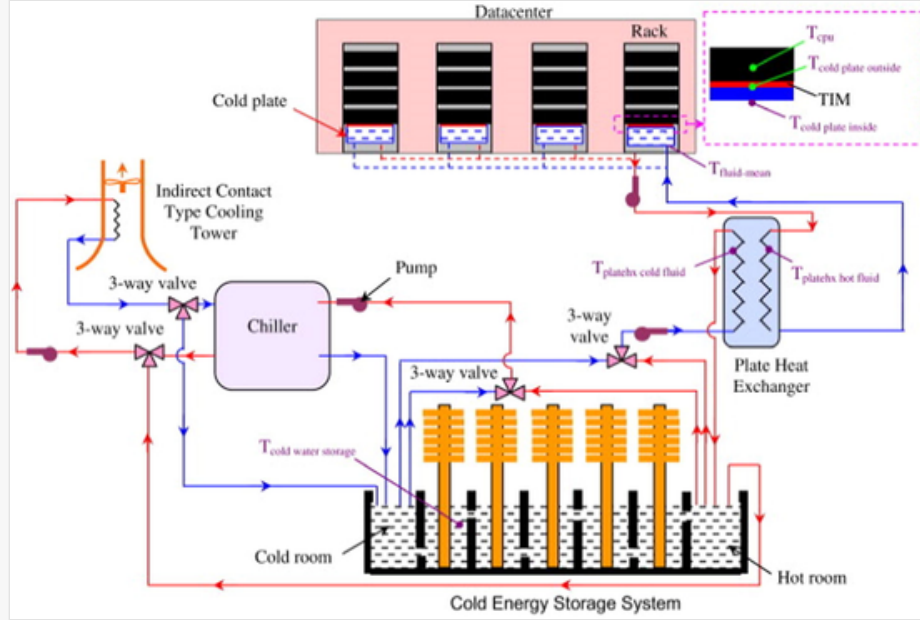 Datacenter
Rack
Cold plate
Tcpu
Tcold plate outside
TIM
Tcold plate inside
Tfluid-mean
Indirect Contact
Type Cooling
Tower
3-way valve
3-way valve
Chiller
Pump
3-way
valve
3-way valve
Tplatehx cold fluid
Tplatehx hot fluid
Plate Heat
Exchanger
Tcold water storage
Cold room
Hot room
Cold Energy Storage System